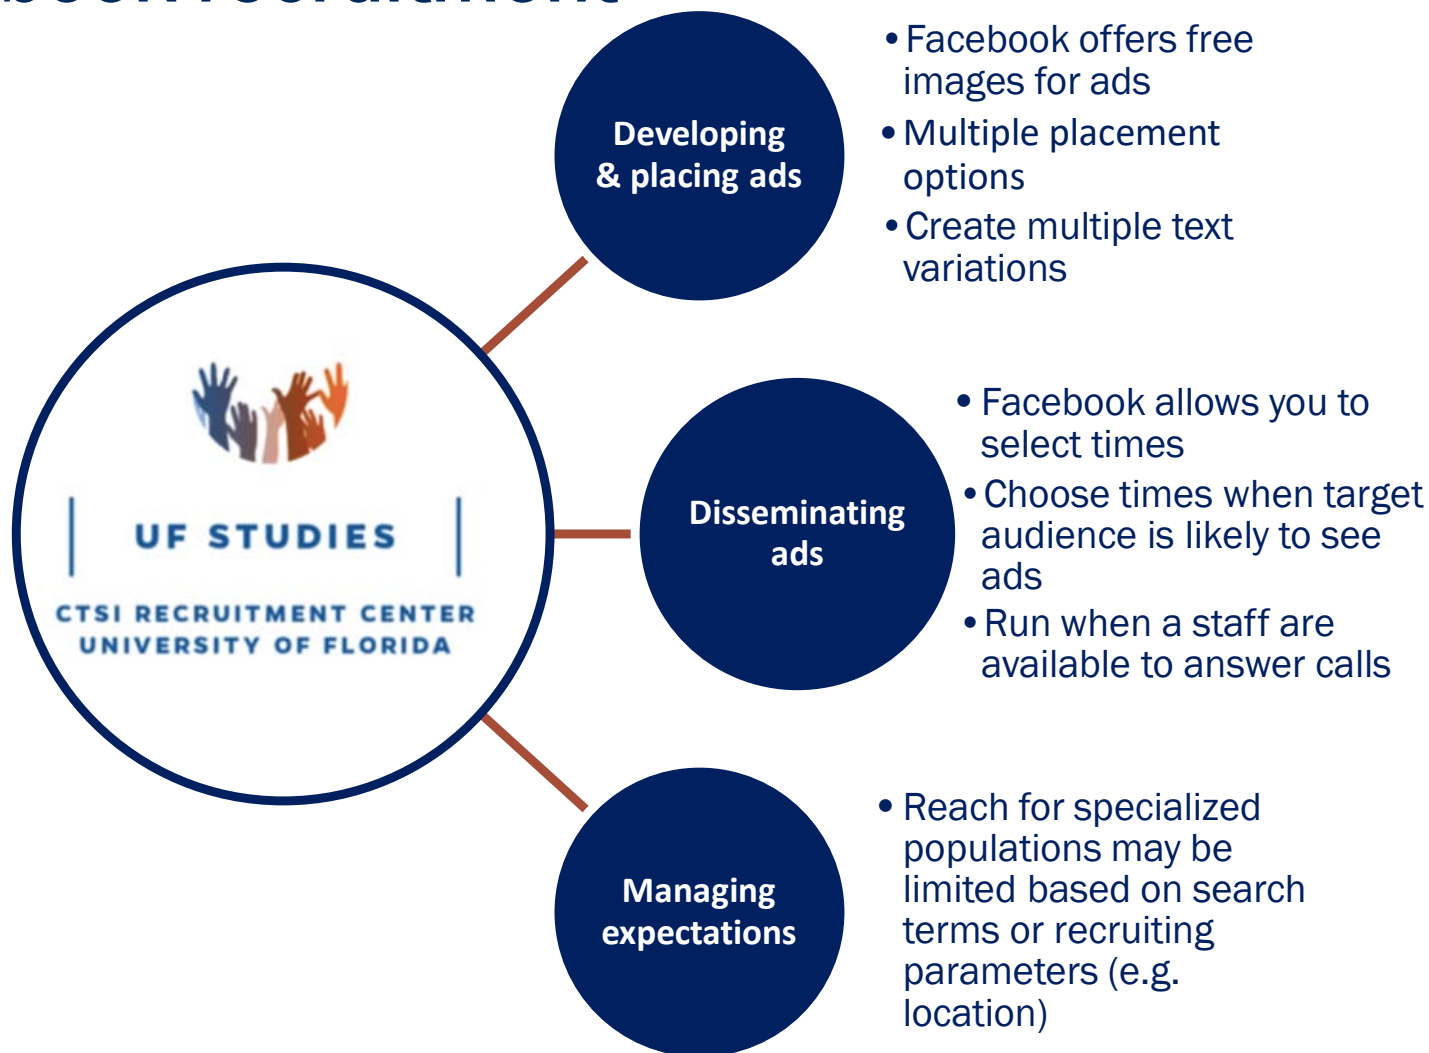 book recruitment
Developing
& placing ads
•Facebook offers free
images for ads
•Multiple placement
options
•Create multiple text
variations
UF STUDIES
CTSI RECRUITMENT CENTER
UNIVERSITY OF FLORIDA
Disseminating
ads
•Facebook allows you to
select times
•Choose times when target
audience is likely to see
ads
•Run when a staff are
available to answer calls
Managing
expectations
•Reach for specialized
populations may be
limited based on search
terms or recruiting
parameters (e.g.
location)